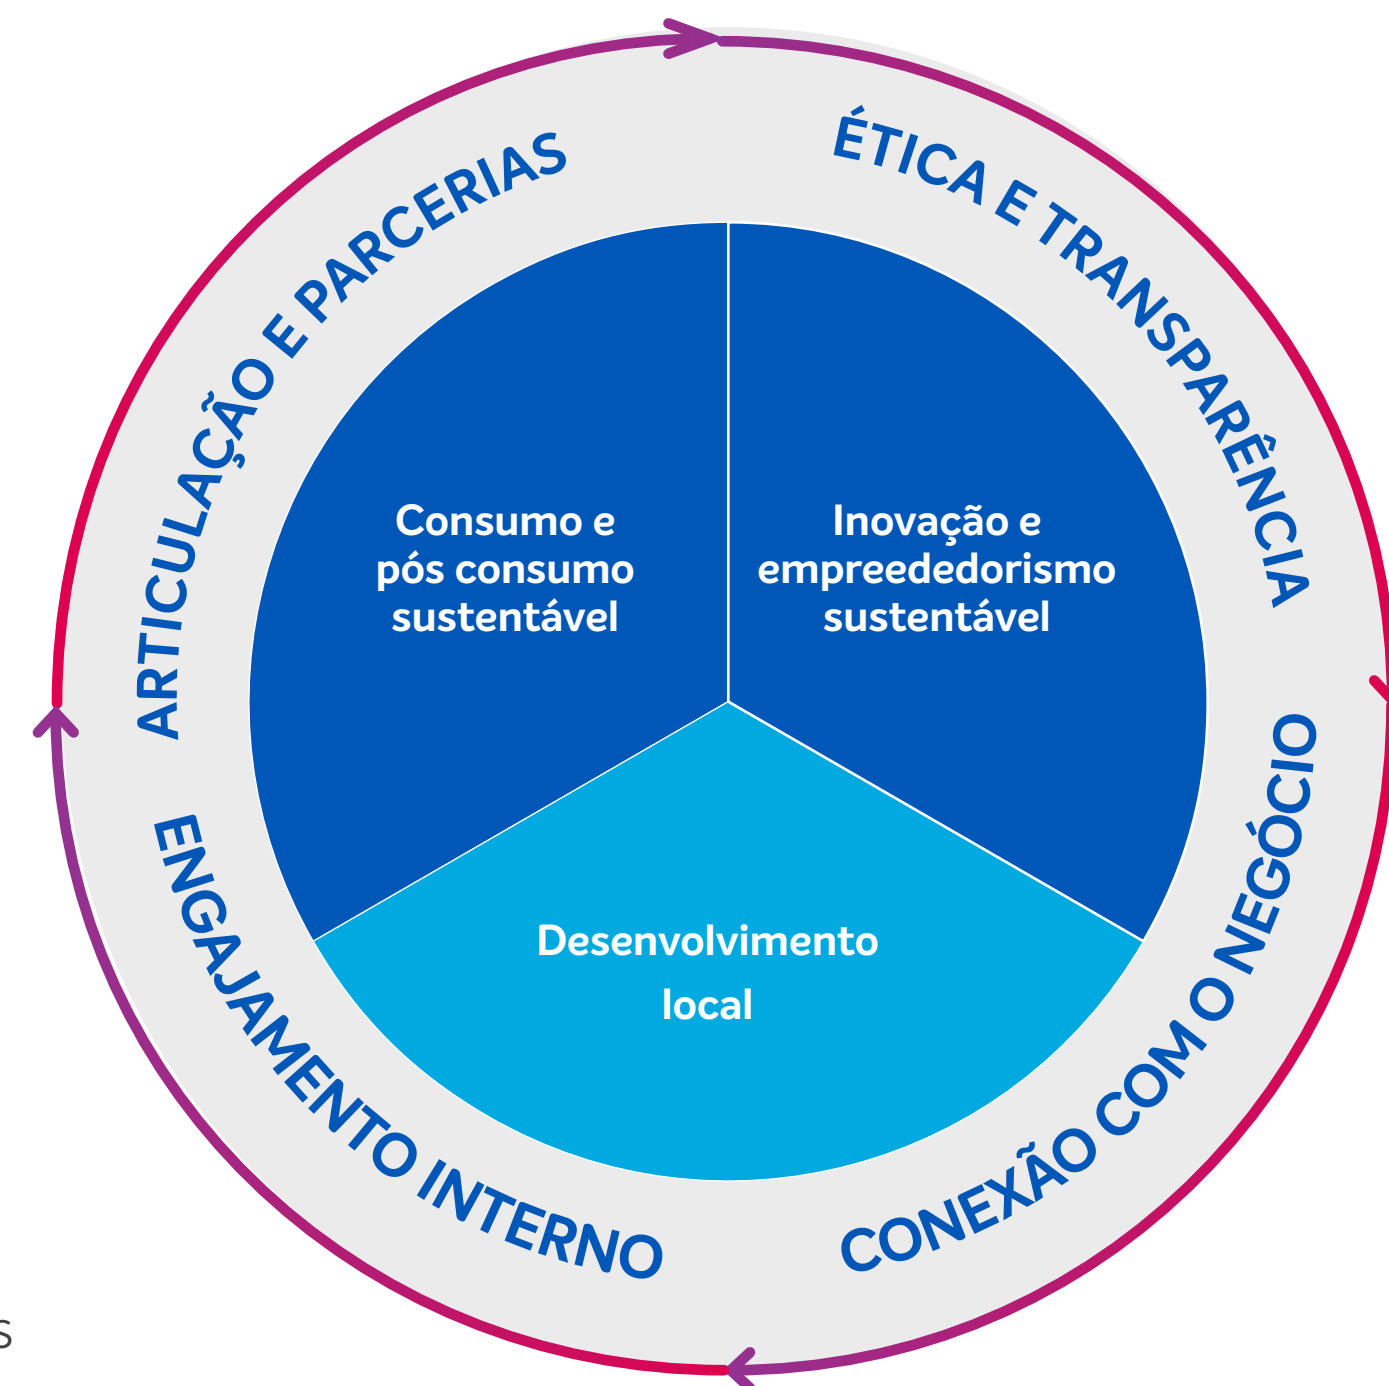 ARTICULAÇÃO E PARCERIAS
ÉTICA E TRANSPARÊNCIA
Consumo e
pós consumo
sustentável
Inovação e
empreededorismo
sustentável
Desenvolvimento
local
ENGAJAMENTO INTERNO
CONEXÃO COM O NEGÓCIO
s